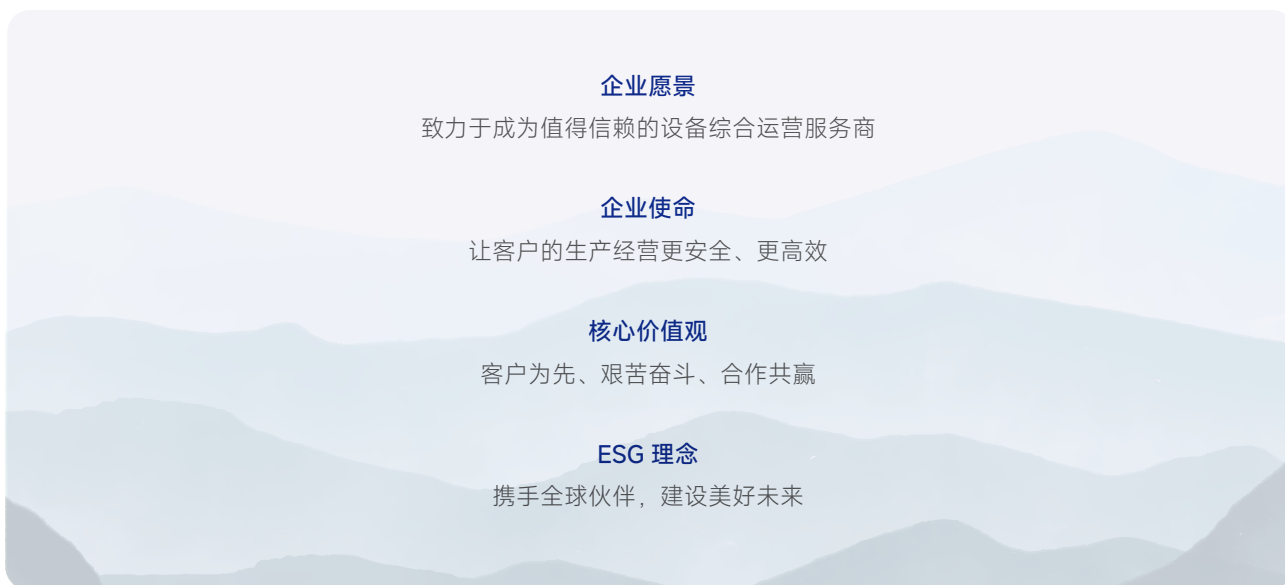 企业愿景
致力于成为值得信赖的设备综合运营服务商
企业使命
让客户的生产经营更安全、更高效
核心价值观
客户为先、艰苦奋斗、合作共赢
ESG 理念
携手全球伙伴，建设美好未来